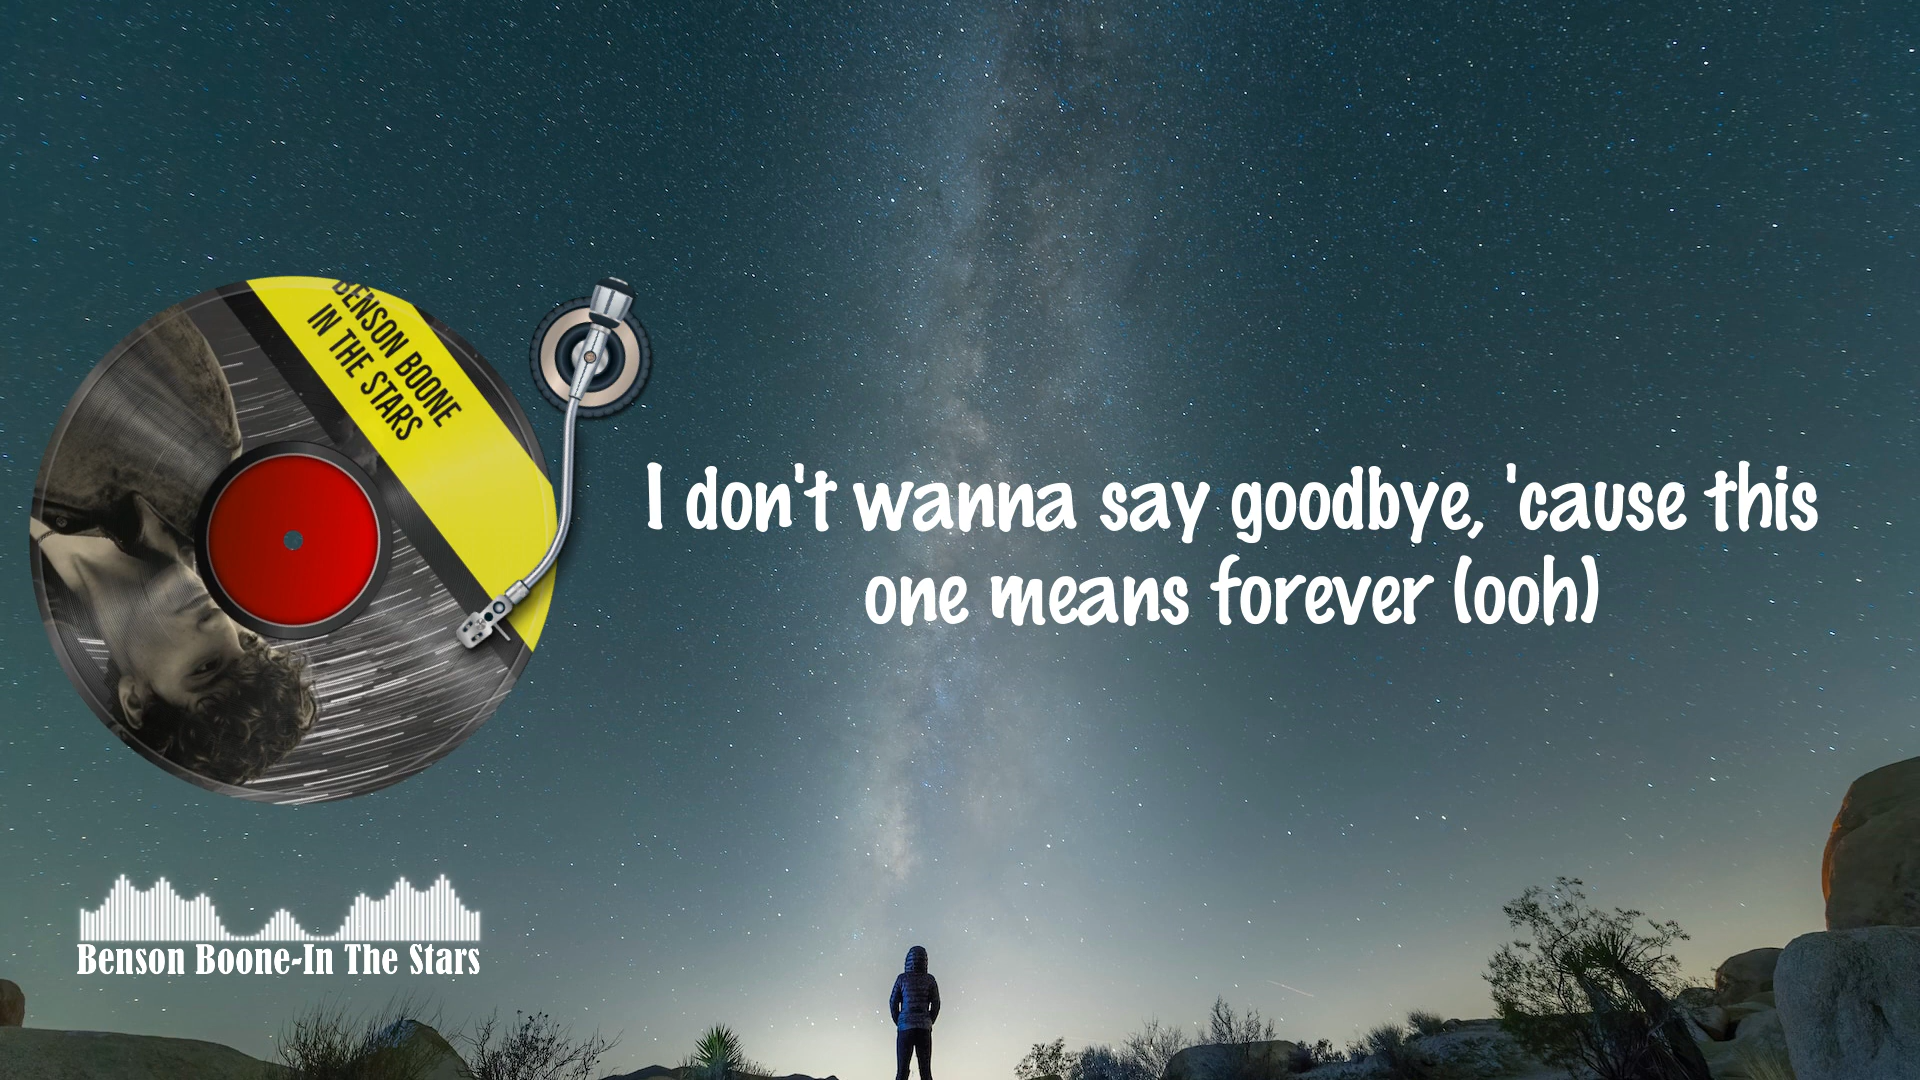 BENSON BOONE
IN THE STARS
I don't wanna say goodbye, 'cause this
one means forever (ooh)
Benson Boone-In The Stars